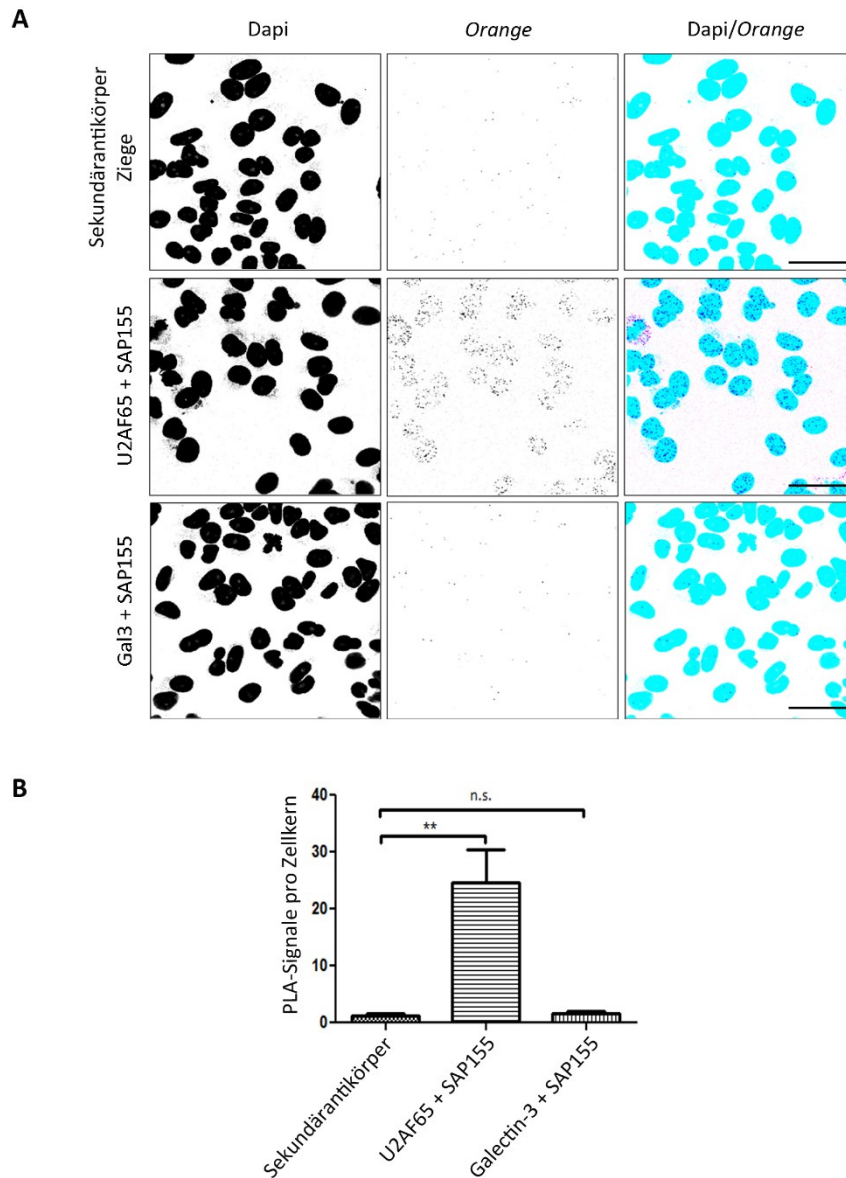 A
Dapi
Orange
Dapi/Orange
Sekundärantikörper
Ziege
U2AF65 + SAP155
Gal3 + SAP155
B
PLA-Signale pro Zellkern
40
30
20
10
0
n.s.
**
Sekundärantikörper
U2AF65 + SAP155
Galectin-3 + SAP155